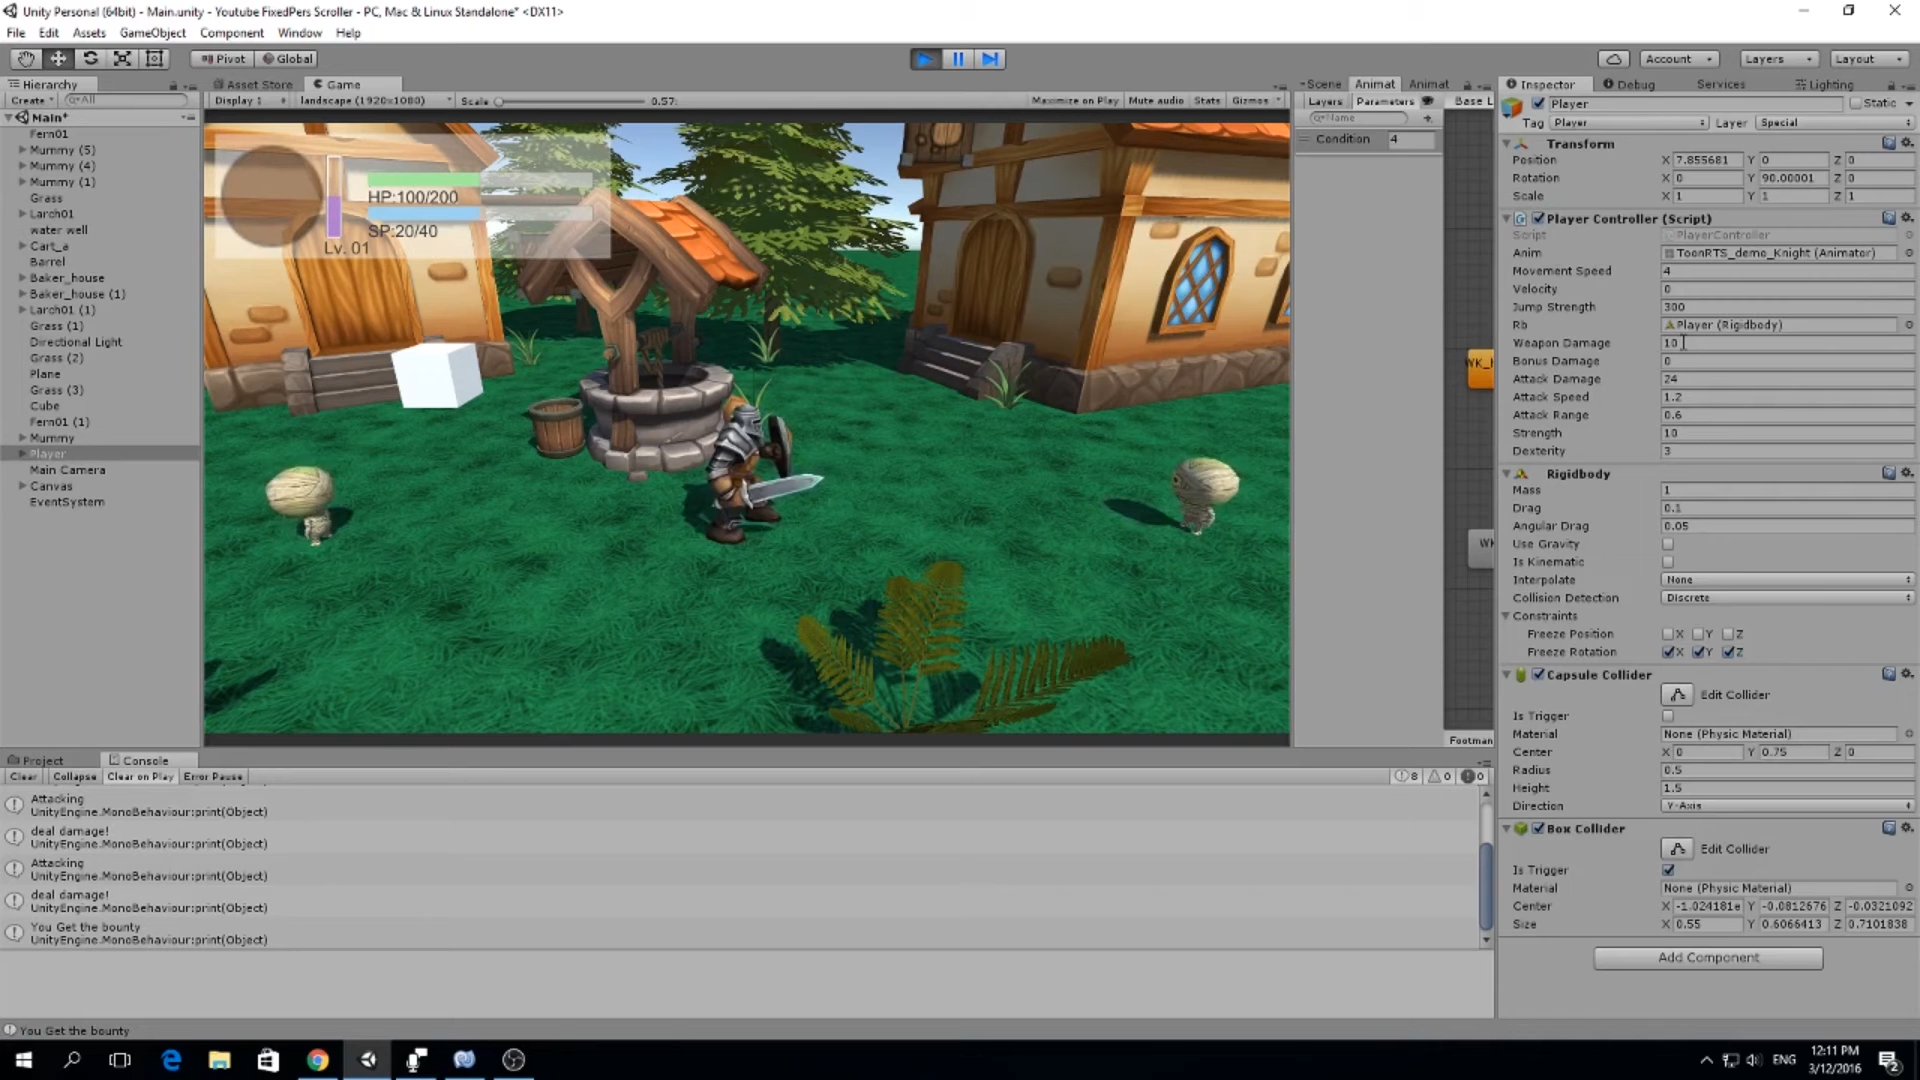 Unity Personal (64bit) - Main.unity - Youtube FixedPers Scroller - PC, Mac & Linux Standalone* <DX11>
File Edit Assets GameObject Component Window Help
Pivot Global
Account Layers Layout
Hierarchy
Create All
Main*
Fern01
Mummy (5)
Mummy (4)
Mummy (1)
Grass
Larch01
water well
Cart_a
Barrel
Baker_house
Baker_house (1)
Larch01 (1)
Grass (1)
Directional Light
Grass (2)
Plane
Grass (3)
Cube
Fern01 (1)
Mummy
Player
Main Camera
Canvas
EventSystem
Asset Store Game
Display 1 landscape (1920x1080) Scale 0.57: Maximize on Play Mute audio Stats Gizmos
HP:100/200
SP:20/40
Lv. 01
Scene Animat Animat
Layers Parameters Base L
Name
Condition 4
Footman
Inspector Debug Services Lighting
Player Static
Tag Player Layer Special
Transform
Position X 7.855681 Y 0 Z 0
Rotation X 0 Y 90.00001 Z 0
Scale X 1 Y 1 Z 1
Player Controller (Script)
Script PlayerController
Anim ToonRTS_demo_Knight (Animator)
Movement Speed 4
Velocity 0
Jump Strength 300
Rb Player (Rigidbody)
Weapon Damage 10
Bonus Damage 0
Attack Damage 24
Attack Speed 1.2
Attack Range 0.6
Strength 10
Dexterity 3
Rigidbody
Mass 1
Drag 0.1
Angular Drag 0.05
Use Gravity
Is Kinematic
Interpolate None
Collision Detection Discrete
Constraints
Freeze Position X Y Z
Freeze Rotation X Y Z
Capsule Collider
Edit Collider
Is Trigger
Material None (Physic Material)
Center X 0 Y 0.75 Z 0
Radius 0.5
Height 1.5
Direction Y-Axis
Box Collider
Edit Collider
Is Trigger
Material None (Physic Material)
Center X -1.024181e Y -0.0812676 Z -0.0321092
Size X 0.55 Y 0.6066413 Z 0.7101838
Add Component
Project Console
Clear Collapse Clear on Play Error Pause 8 0 0
Attacking
UnityEngine.MonoBehaviour:print(Object)
deal damage!
UnityEngine.MonoBehaviour:print(Object)
Attacking
UnityEngine.MonoBehaviour:print(Object)
deal damage!
UnityEngine.MonoBehaviour:print(Object)
You Get the bounty
UnityEngine.MonoBehaviour:print(Object)
You Get the bounty
ENG
12:11 PM
3/12/2016
2